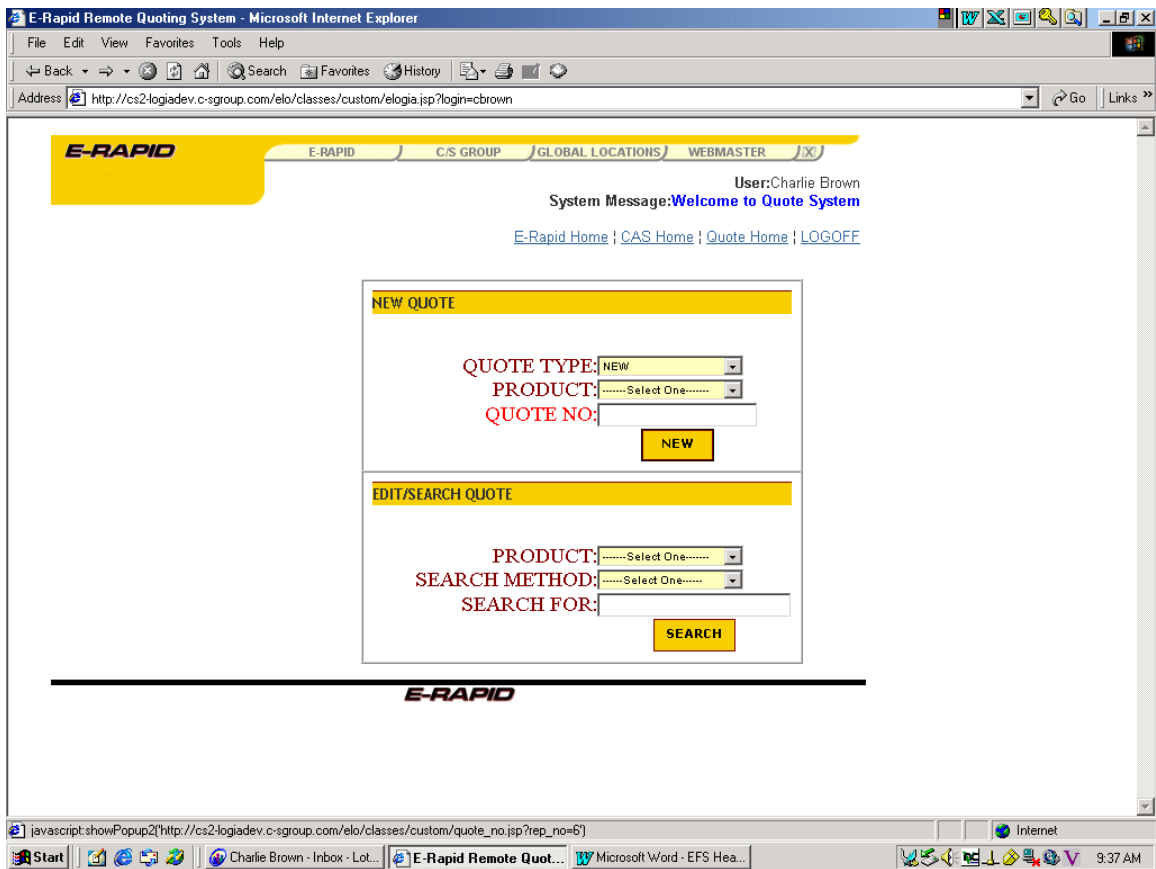 E-Rapid Remote Quoting System - Microsoft Internet Explorer
File Edit View Favorites Tools Help
Back Search Favorites History
Address http://cs2-logiadev.c-sgroup.com/elo/classes/custom/elogia.jsp?login=cbrown Go Links »
E-RAPID E-RAPID C/S GROUP GLOBAL LOCATIONS WEBMASTER X
User:Charlie Brown
System Message:Welcome to Quote System
E-Rapid Home ¦ CAS Home ¦ Quote Home ¦ LOGOFF
NEW QUOTE
QUOTE TYPE: NEW
PRODUCT: -------Select One-------
QUOTE NO:
NEW
EDIT/SEARCH QUOTE
PRODUCT: -------Select One-------
SEARCH METHOD: ------Select One------
SEARCH FOR:
SEARCH
E-RAPID
javascript:showPopup2('http://cs2-logiadev.c-sgroup.com/elo/classes/custom/quote_no.jsp?rep_no=6') Internet
Start Charlie Brown - Inbox - Lot... E-Rapid Remote Quot... Microsoft Word - EFS Hea... 9:37 AM